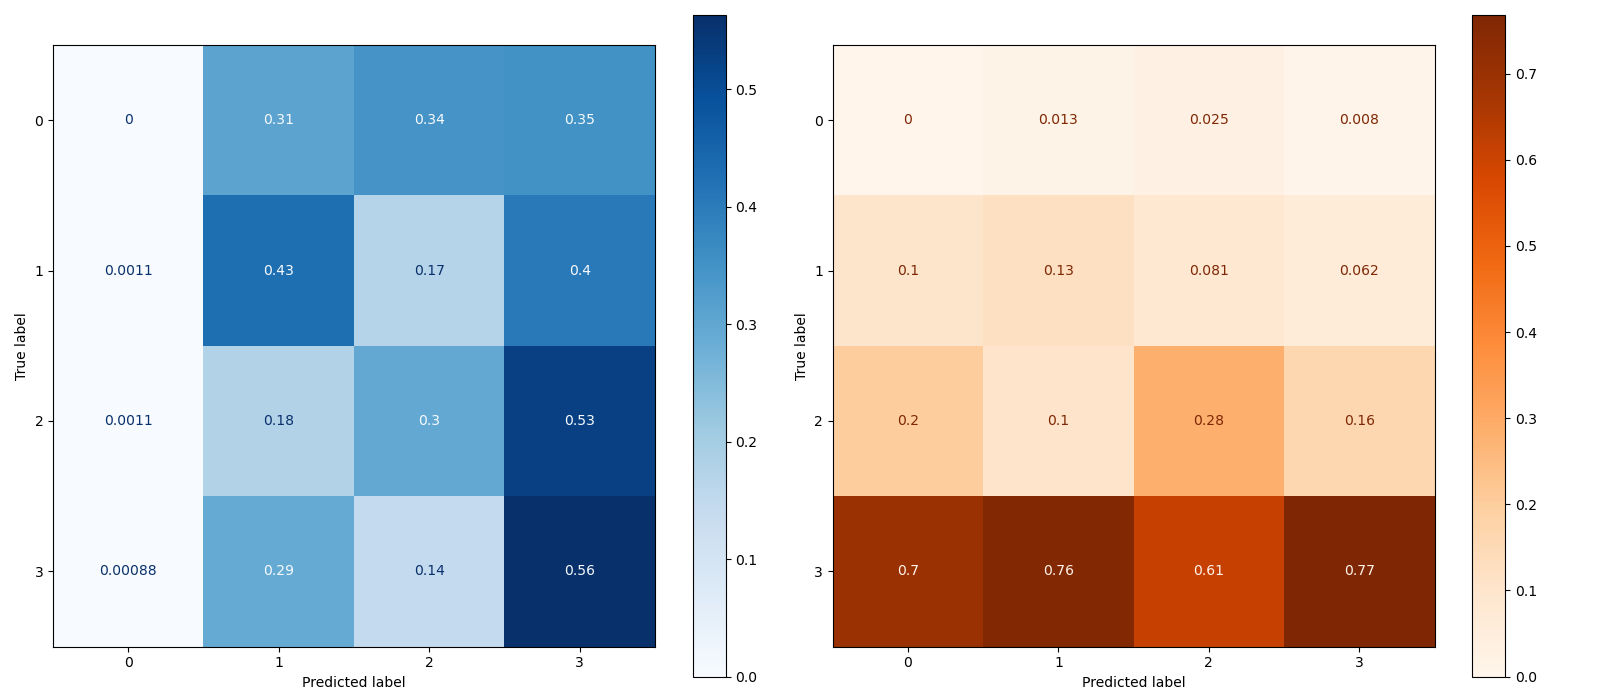 0 0.31 0.34 0.35
0.0011 0.43 0.17 0.4
0.0011 0.18 0.3 0.53
0.00088 0.29 0.14 0.56
0
1
2
3
True label
0 1 2 3
Predicted label
0.5
0.4
0.3
0.2
0.1
0.0
0 0.013 0.025 0.008
0.1 0.13 0.081 0.062
0.2 0.1 0.28 0.16
0.7 0.76 0.61 0.77
0
1
2
3
True label
0 1 2 3
Predicted label
0.7
0.6
0.5
0.4
0.3
0.2
0.1
0.0